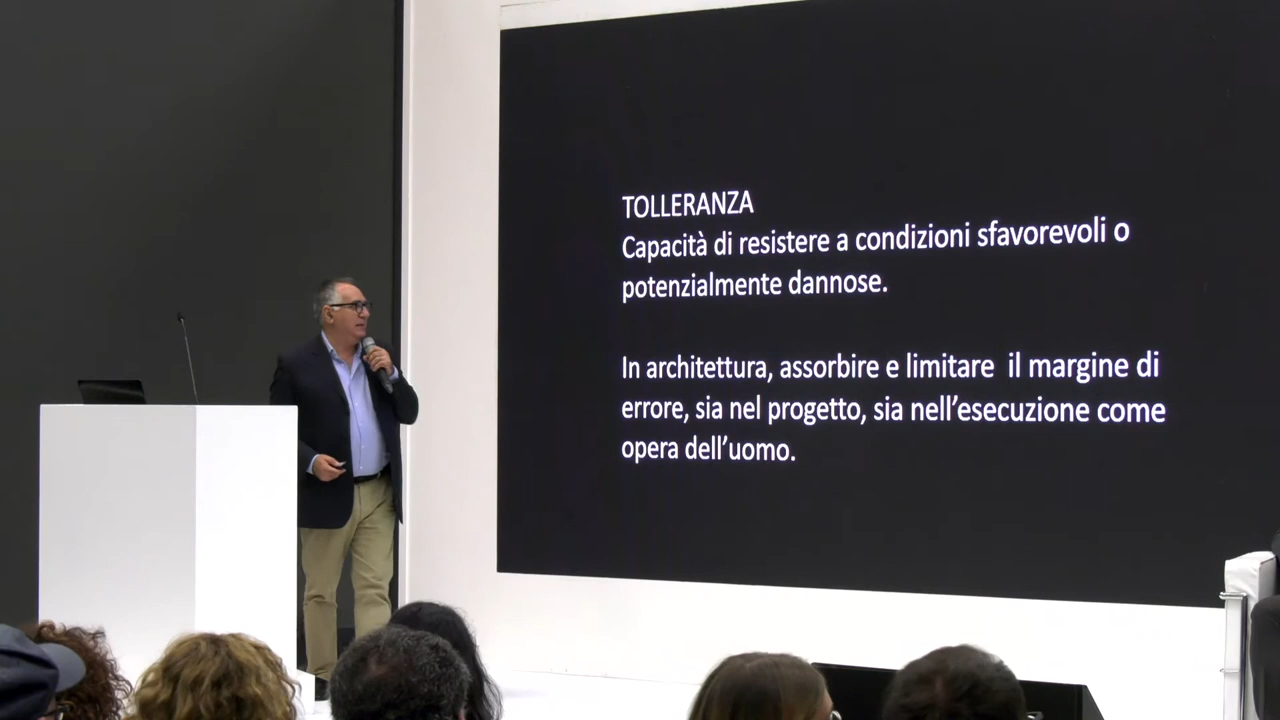 TOLLERANZA
Capacità di resistere a condizioni sfavorevoli o
potenzialmente dannose.
In architettura, assorbire e limitare il margine di
errore, sia nel progetto, sia nell'esecuzione come
opera dell'uomo.